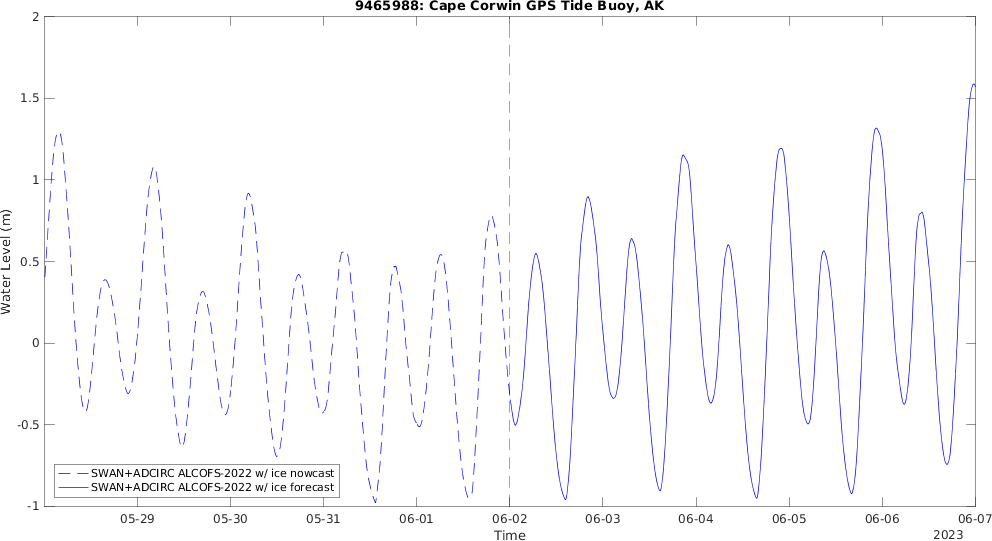 9465988: Cape Corwin GPS Tide Buoy, AK
2
1.5
1
0.5
0
-0.5
-1
Water Level (m)
SWAN+ADCIRC ALCOFS-2022 w/ ice nowcast
SWAN+ADCIRC ALCOFS-2022 w/ ice forecast
05-29 05-30 05-31 06-01 06-02 06-03 06-04 06-05 06-06 06-07
Time
2023